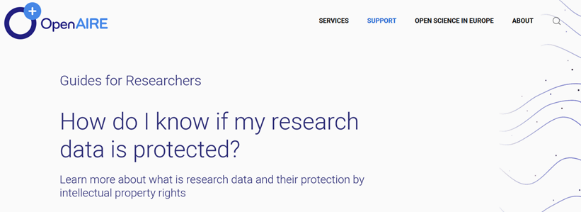 OpenAIRE
SERVICES SUPPORT OPEN SCIENCE IN EUROPE ABOUT
Guides for Researchers
How do I know if my research
data is protected?
Learn more about what is research data and their protection by
intellectual property rights